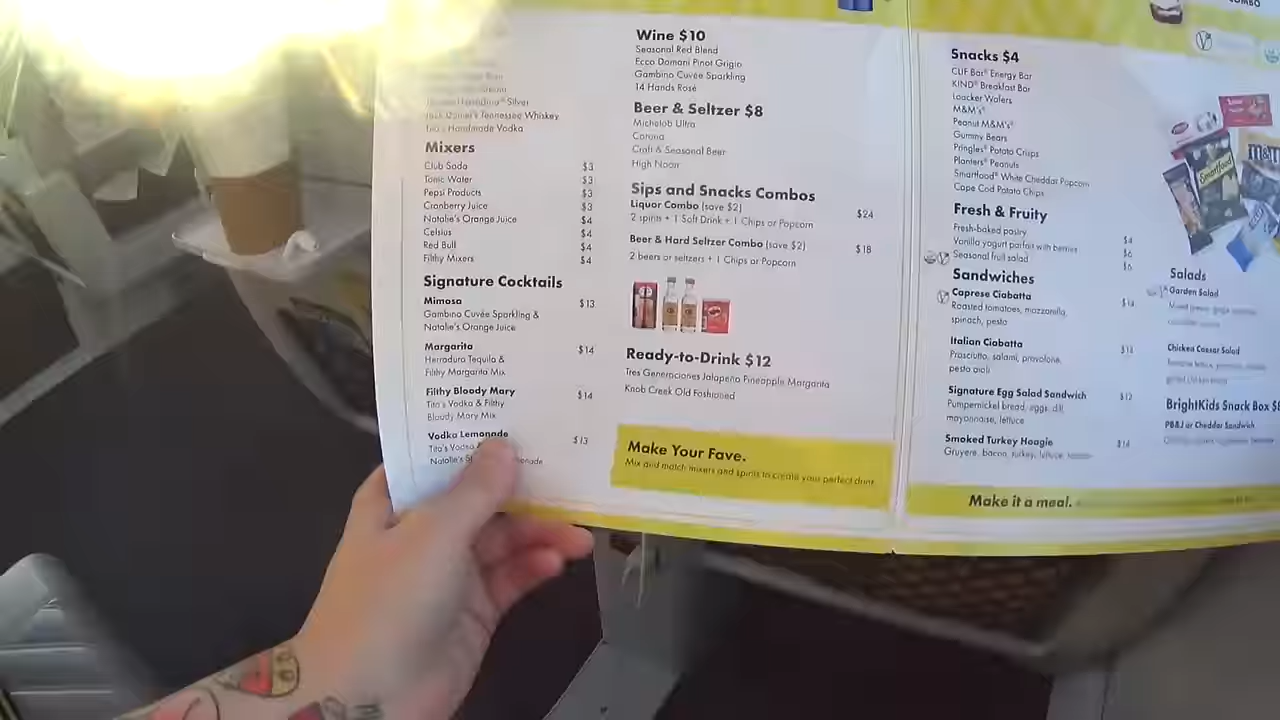 Silver
Jack Daniel's Tennessee Whiskey
Tito's Handmade Vodka
Mixers
Club Soda $3
Tonic Water $3
Pepsi Products $3
Cranberry Juice $3
Natalie's Orange Juice $4
Celsius $4
Red Bull $4
Filthy Mixers $4
Signature Cocktails
Mimosa $13
Gambino Cuvée Sparkling &
Natalie's Orange Juice
Margarita $14
Herradura Tequila &
Filthy Margarita Mix
Filthy Bloody Mary $14
Tito's Vodka & Filthy
Bloody Mary Mix
Vodka Lemonade $13
Tito's Vodka &
Natalie's
Wine $10
Seasonal Red Blend
Ecco Domani Pinot Grigio
Gambino Cuvée Sparkling
14 Hands Rosé
Beer & Seltzer $8
Michelob Ultra
Corona
Craft & Seasonal Beer
High Noon
Sips and Snacks Combos
Liquor Combo (save $2) $24
2 spirits + 1 Soft Drink + 1 Chips or Popcorn
Beer & Hard Seltzer Combo (save $2) $18
2 beers or seltzers + 1 Chips or Popcorn
Ready-to-Drink $12
Tres Generaciones Jalapeño Pineapple Margarita
Knob Creek Old Fashioned
Make Your Fave.
Mix and match mixers and spirits to create your perfect drink.
COMBO
Snacks $4
CLIF Bar® Energy Bar
KIND® Breakfast Bar
Loacker Wafers
M&M's®
Peanut M&M's®
Gummy Bears
Pringles® Potato Crisps
Planters® Peanuts
Smartfood® White Cheddar Popcorn
Cape Cod Potato Chips
Smartfood
M&M
Fresh & Fruity
Fresh-baked pastry $4
Vanilla yogurt parfait with berries $6
Seasonal fruit salad $6
Sandwiches
Caprese Ciabatta
Roasted tomatoes, mozzarella,
spinach, pesto
Italian Ciabatta
Prosciutto, salami, provolone,
pesto aioli
Signature Egg Salad Sandwich $12
Pumpernickel bread, eggs, dill,
mayonnaise, lettuce
Smoked Turkey Hoagie $14
Gruyere, bacon, turkey, lettuce,
Salads
Garden Salad
Chicken Caesar Salad
BrightKids Snack Box
PB&J or Cheddar Sandwich
Make it a meal.